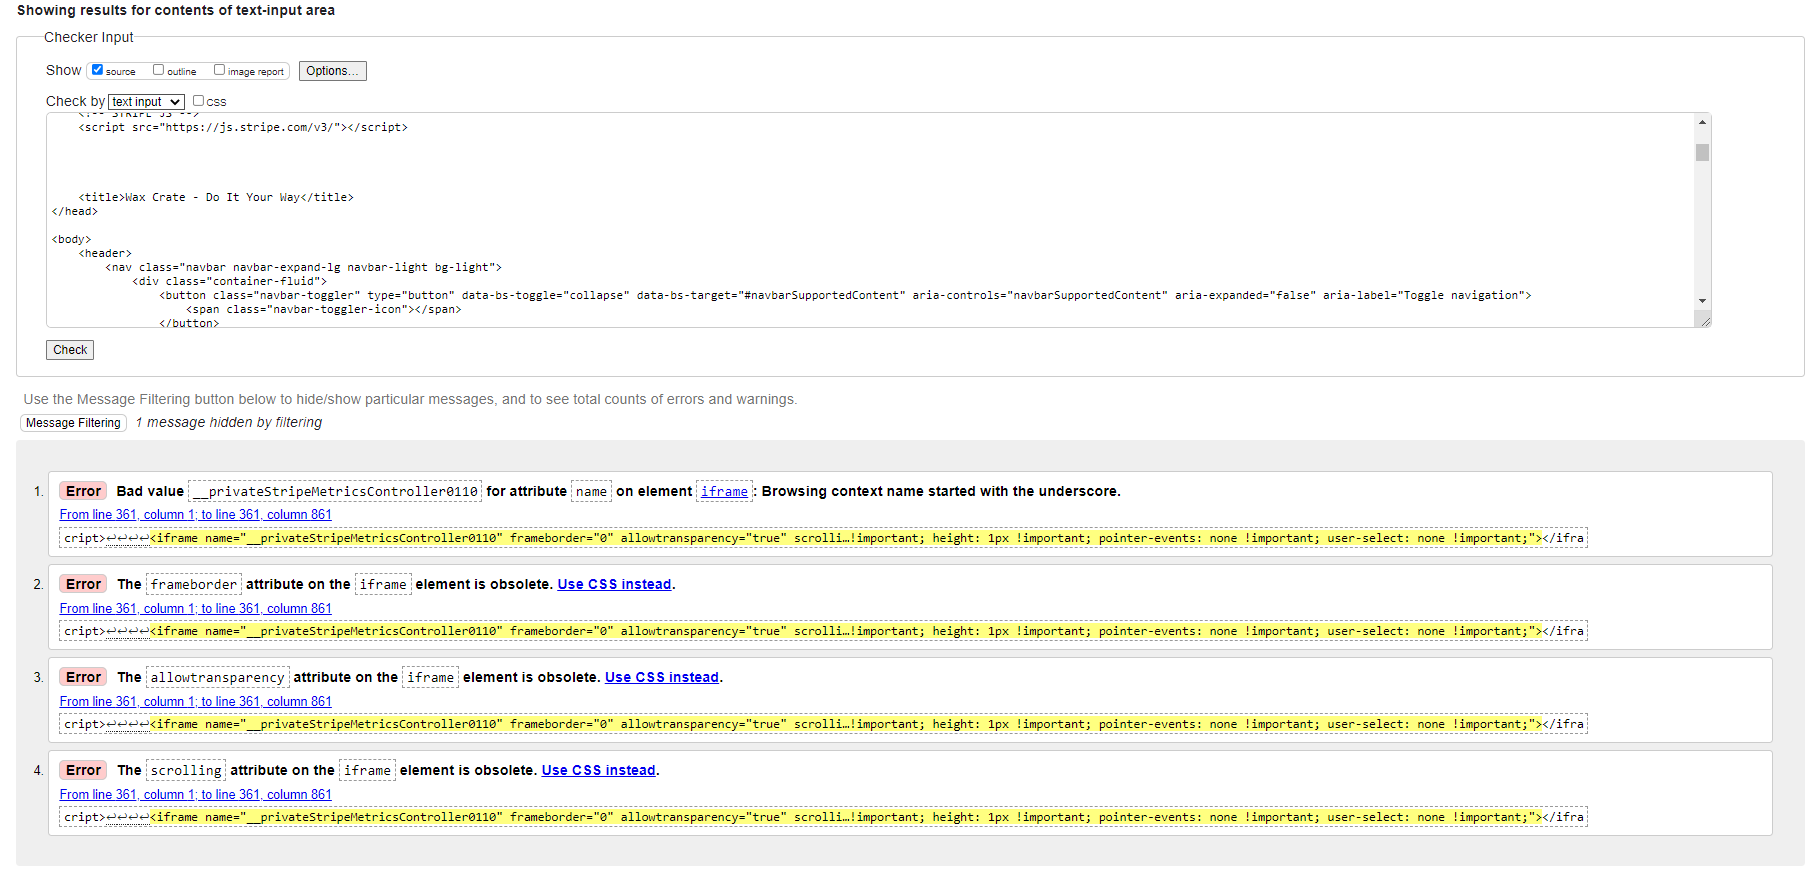 Showing results for contents of text-input area
Checker Input
Show source outline image report Options...
Check by text input css
<!-- STRIPE JS -->
<script src="https://js.stripe.com/v3/"></script>
<title>Wax Crate - Do It Your Way</title>
</head>
<body>
<header>
<nav class="navbar navbar-expand-lg navbar-light bg-light">
<div class="container-fluid">
<button class="navbar-toggler" type="button" data-bs-toggle="collapse" data-bs-target="#navbarSupportedContent" aria-controls="navbarSupportedContent" aria-expanded="false" aria-label="Toggle navigation">
<span class="navbar-toggler-icon"></span>
</button>
Check
Use the Message Filtering button below to hide/show particular messages, and to see total counts of errors and warnings.
Message Filtering 1 message hidden by filtering
1. Error Bad value __privateStripeMetricsController0110 for attribute name on element iframe: Browsing context name started with the underscore.
From line 361, column 1; to line 361, column 861
cript>↩↩↩↩<iframe name="__privateStripeMetricsController0110" frameborder="0" allowtransparency="true" scrolli…!important; height: 1px !important; pointer-events: none !important; user-select: none !important;"></ifra
2. Error The frameborder attribute on the iframe element is obsolete. Use CSS instead.
From line 361, column 1; to line 361, column 861
cript>↩↩↩↩<iframe name="__privateStripeMetricsController0110" frameborder="0" allowtransparency="true" scrolli…!important; height: 1px !important; pointer-events: none !important; user-select: none !important;"></ifra
3. Error The allowtransparency attribute on the iframe element is obsolete. Use CSS instead.
From line 361, column 1; to line 361, column 861
cript>↩↩↩↩<iframe name="__privateStripeMetricsController0110" frameborder="0" allowtransparency="true" scrolli…!important; height: 1px !important; pointer-events: none !important; user-select: none !important;"></ifra
4. Error The scrolling attribute on the iframe element is obsolete. Use CSS instead.
From line 361, column 1; to line 361, column 861
cript>↩↩↩↩<iframe name="__privateStripeMetricsController0110" frameborder="0" allowtransparency="true" scrolli…!important; height: 1px !important; pointer-events: none !important; user-select: none !important;"></ifra